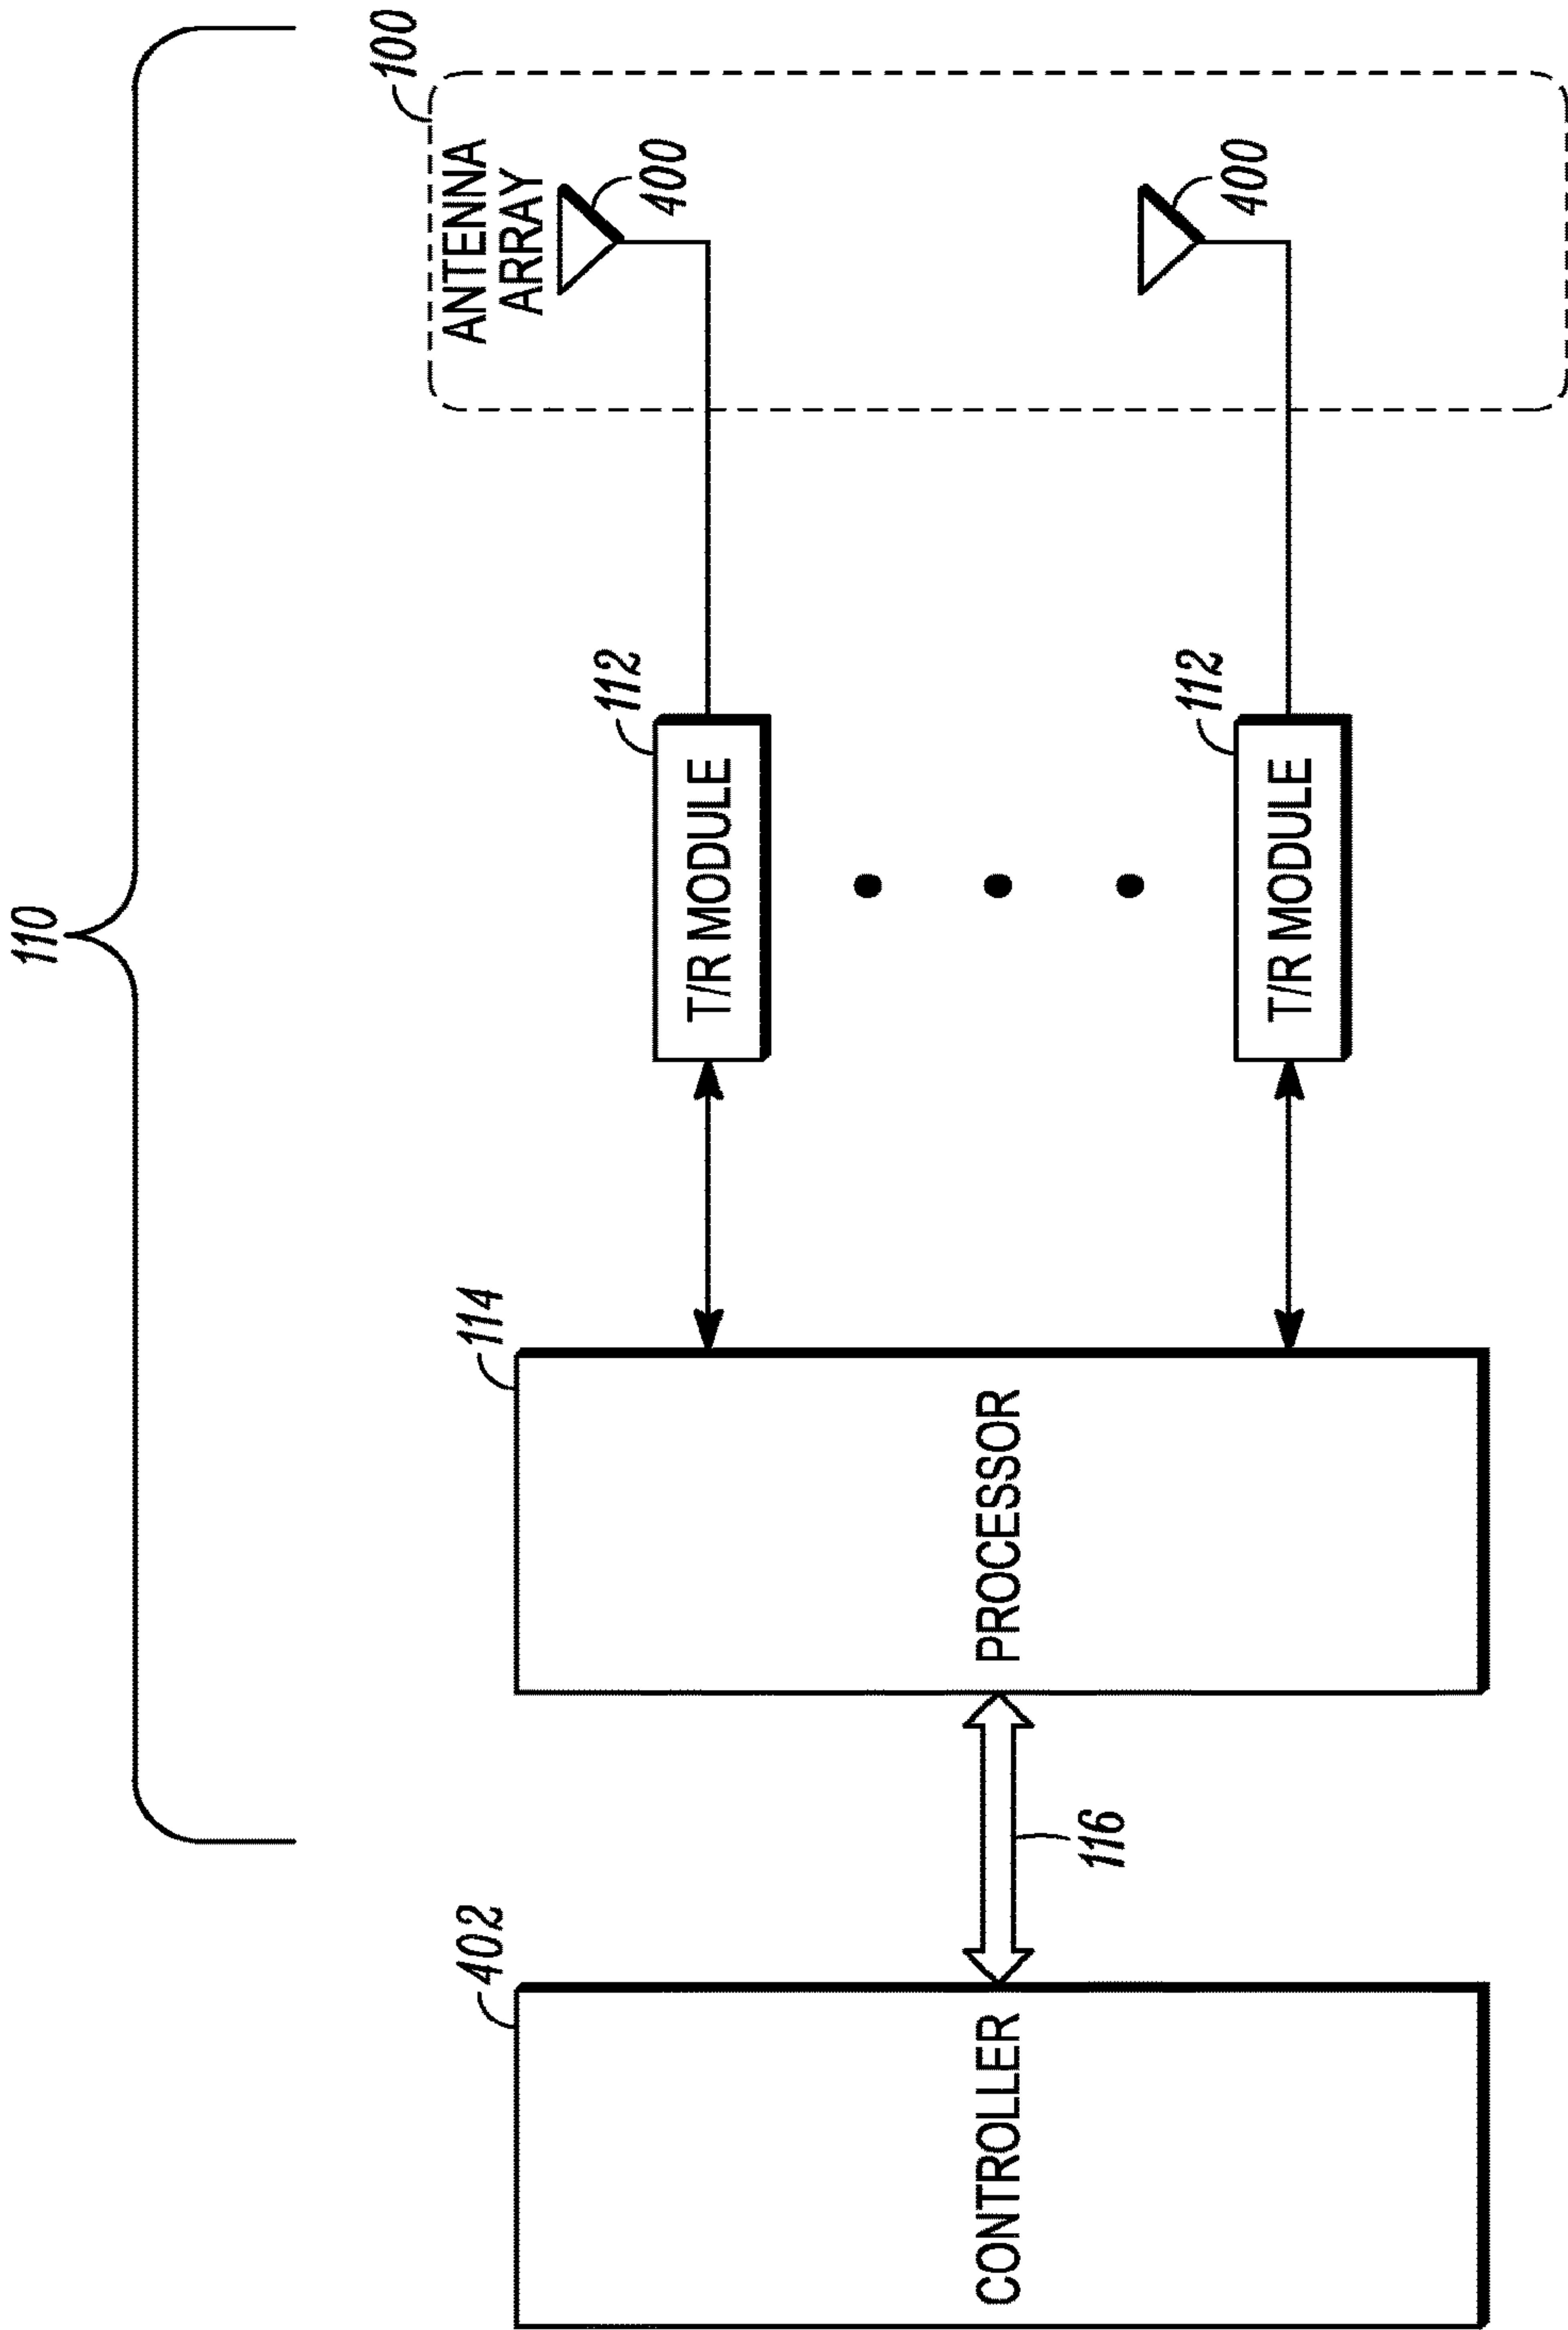 110
100
ANTENNA
ARRAY
400
400
112
T/R MODULE
112
T/R MODULE
114
PROCESSOR
116
402
CONTROLLER